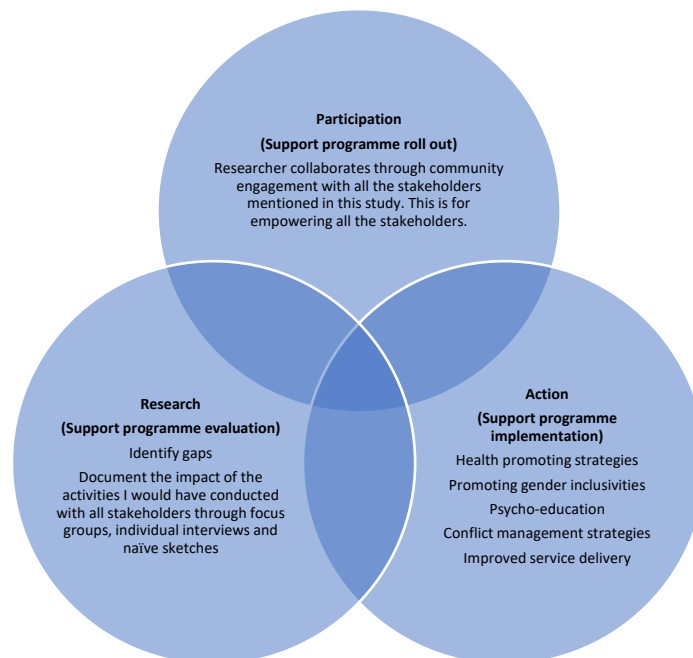 Participation
(Support programme roll out)
Researcher collaborates through community
engagement with all the stakeholders
mentioned in this study. This is for
empowering all the stakeholders.
Research
(Support programme evaluation)
Identify gaps
Document the impact of the
activities I would have conducted
with all stakeholders through focus
groups, individual interviews and
naïve sketches
Action
(Support programme
implementation)
Health promoting strategies
Promoting gender inclusivities
Psycho-education
Conflict management strategies
Improved service delivery